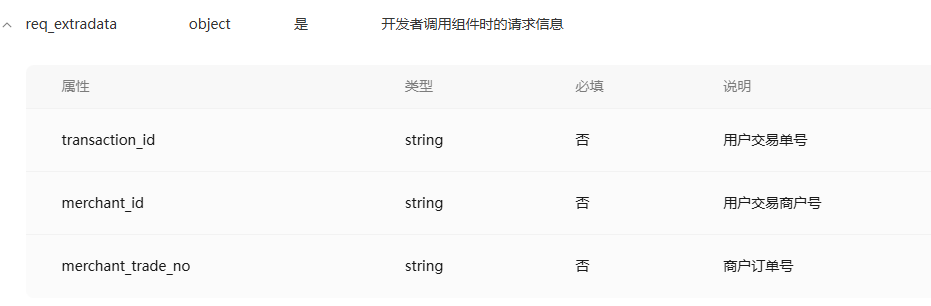 req_extradata object 是 开发者调用组件时的请求信息
属性 类型 必填 说明
transaction_id string 否 用户交易单号
merchant_id string 否 用户交易商户号
merchant_trade_no string 否 商户订单号